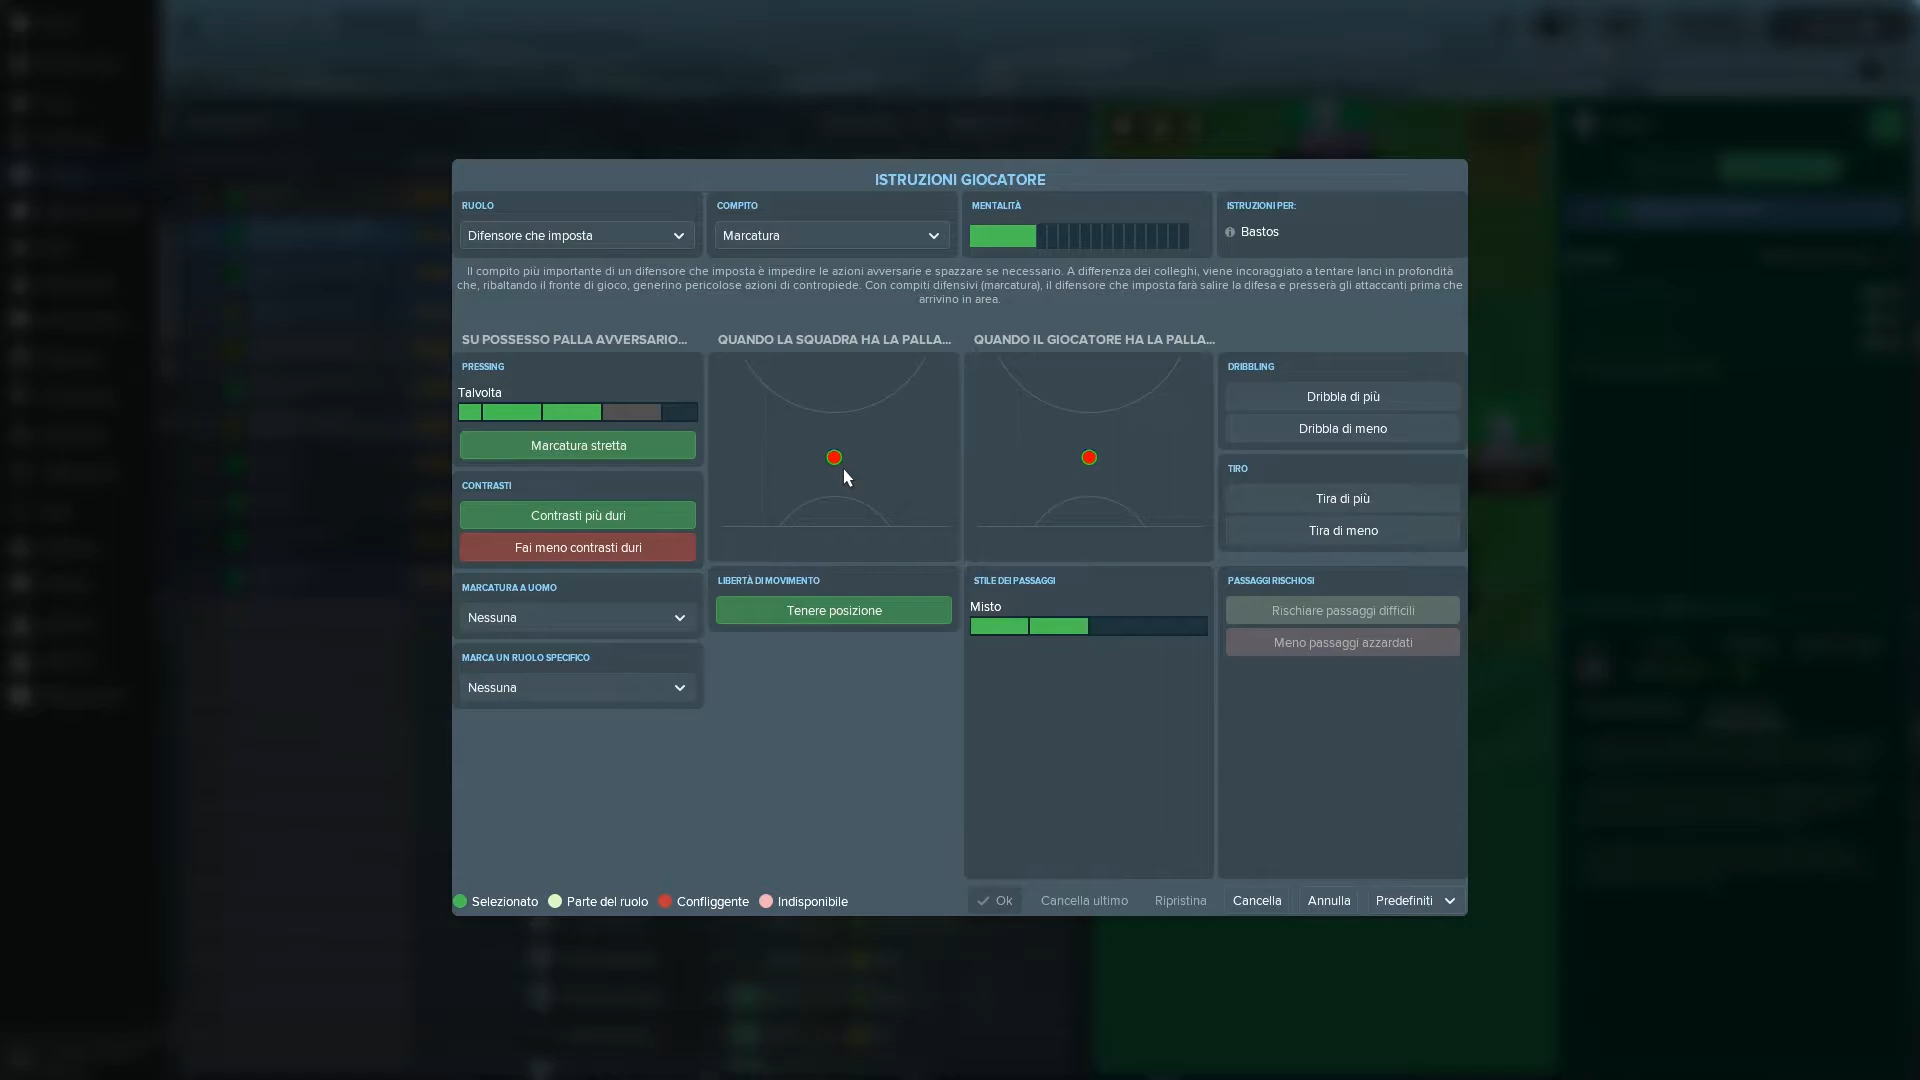 ISTRUZIONI GIOCATORE
RUOLO
COMPITO
MENTALITÀ
ISTRUZIONI PER:
Difensore che imposta
Marcatura
Bastos
Il compito più importante di un difensore che imposta è impedire le azioni avversarie e spazzare se necessario. A differenza dei colleghi, viene incoraggiato a tentare lanci in profondità
che, ribaltando il fronte di gioco, generino pericolose azioni di contropiede. Con compiti difensivi (marcatura), il difensore che imposta farà salire la difesa e presserà gli attaccanti prima che
arrivino in area.
SU POSSESSO PALLA AVVERSARIO...
QUANDO LA SQUADRA HA LA PALLA...
QUANDO IL GIOCATORE HA LA PALLA...
PRESSING
Talvolta
Marcatura stretta
CONTRASTI
Contrasti più duri
Fai meno contrasti duri
MARCATURA A UOMO
Nessuna
MARCA UN RUOLO SPECIFICO
Nessuna
LIBERTÀ DI MOVIMENTO
Tenere posizione
STILE DEI PASSAGGI
Misto
DRIBBLING
Dribbla di più
Dribbla di meno
TIRO
Tira di più
Tira di meno
PASSAGGI RISCHIOSI
Rischiare passaggi difficili
Meno passaggi azzardati
Selezionato
Parte del ruolo
Confliggente
Indisponibile
Ok
Cancella ultimo
Ripristina
Cancella
Annulla
Predefiniti